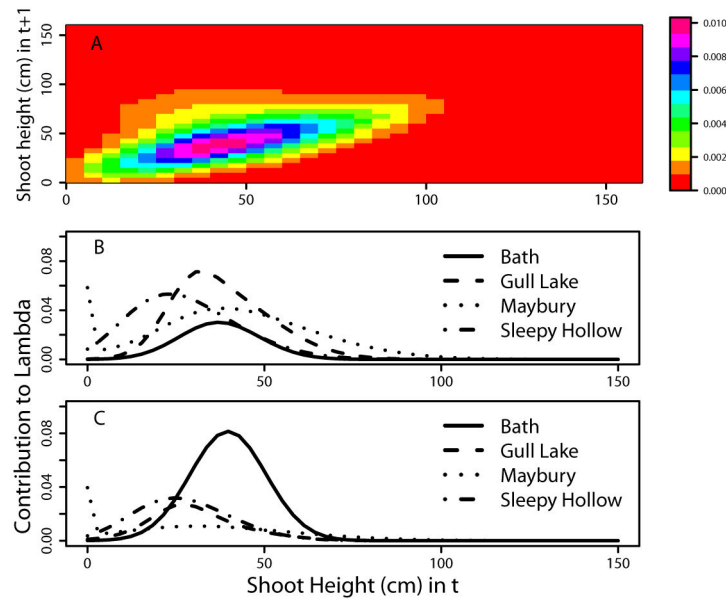 A
Shoot height (cm) in t+1
150
100
50
0
0 50 100 150
0.010
0.008
0.006
0.004
0.002
0.000
B
Bath
Gull Lake
Maybury
Sleepy Hollow
0.08
0.04
0.00
0 50 100 150
Contribution to Lambda
C
Bath
Gull Lake
Maybury
Sleepy Hollow
0.08
0.04
0.00
0 50 100 150
Shoot Height (cm) in t